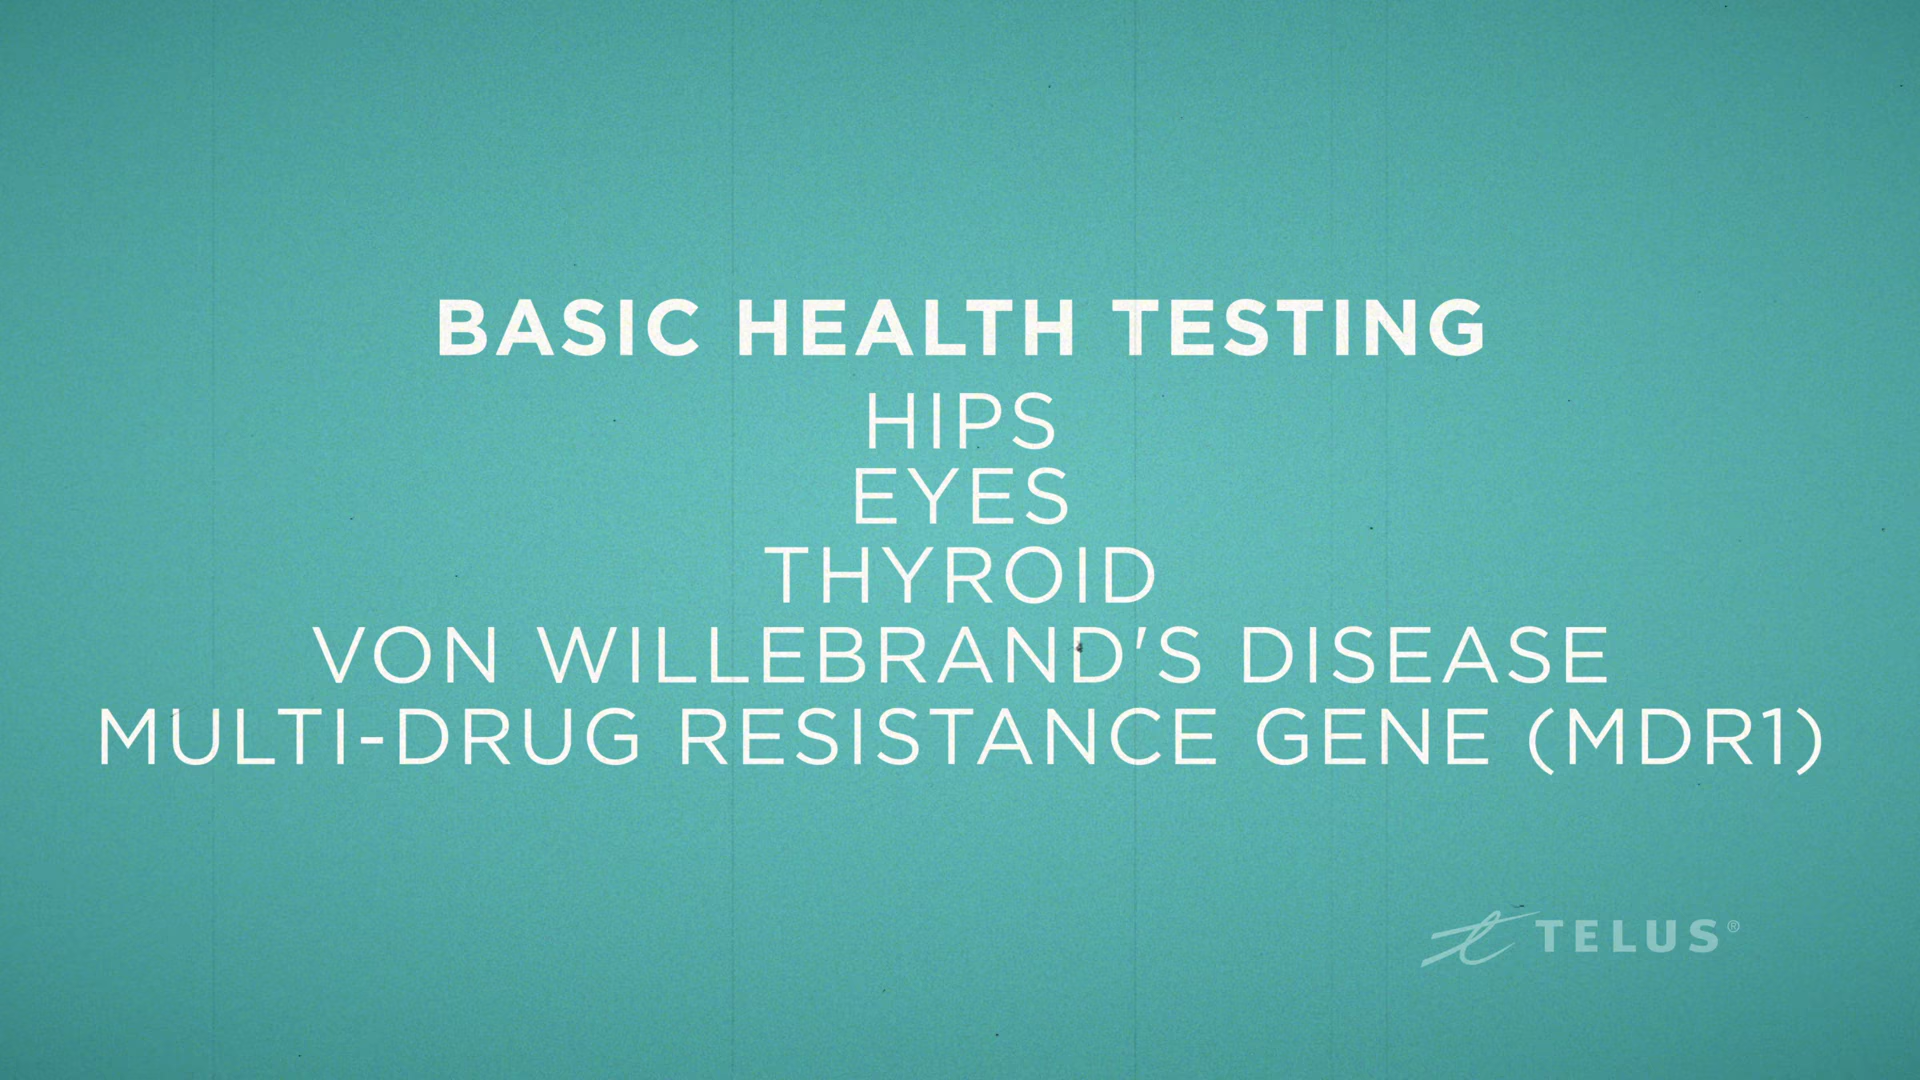 BASIC HEALTH TESTING
HIPS
EYES
THYROID
VON WILLEBRAND'S DISEASE
MULTI-DRUG RESISTANCE GENE (MDR1)
TELUS®